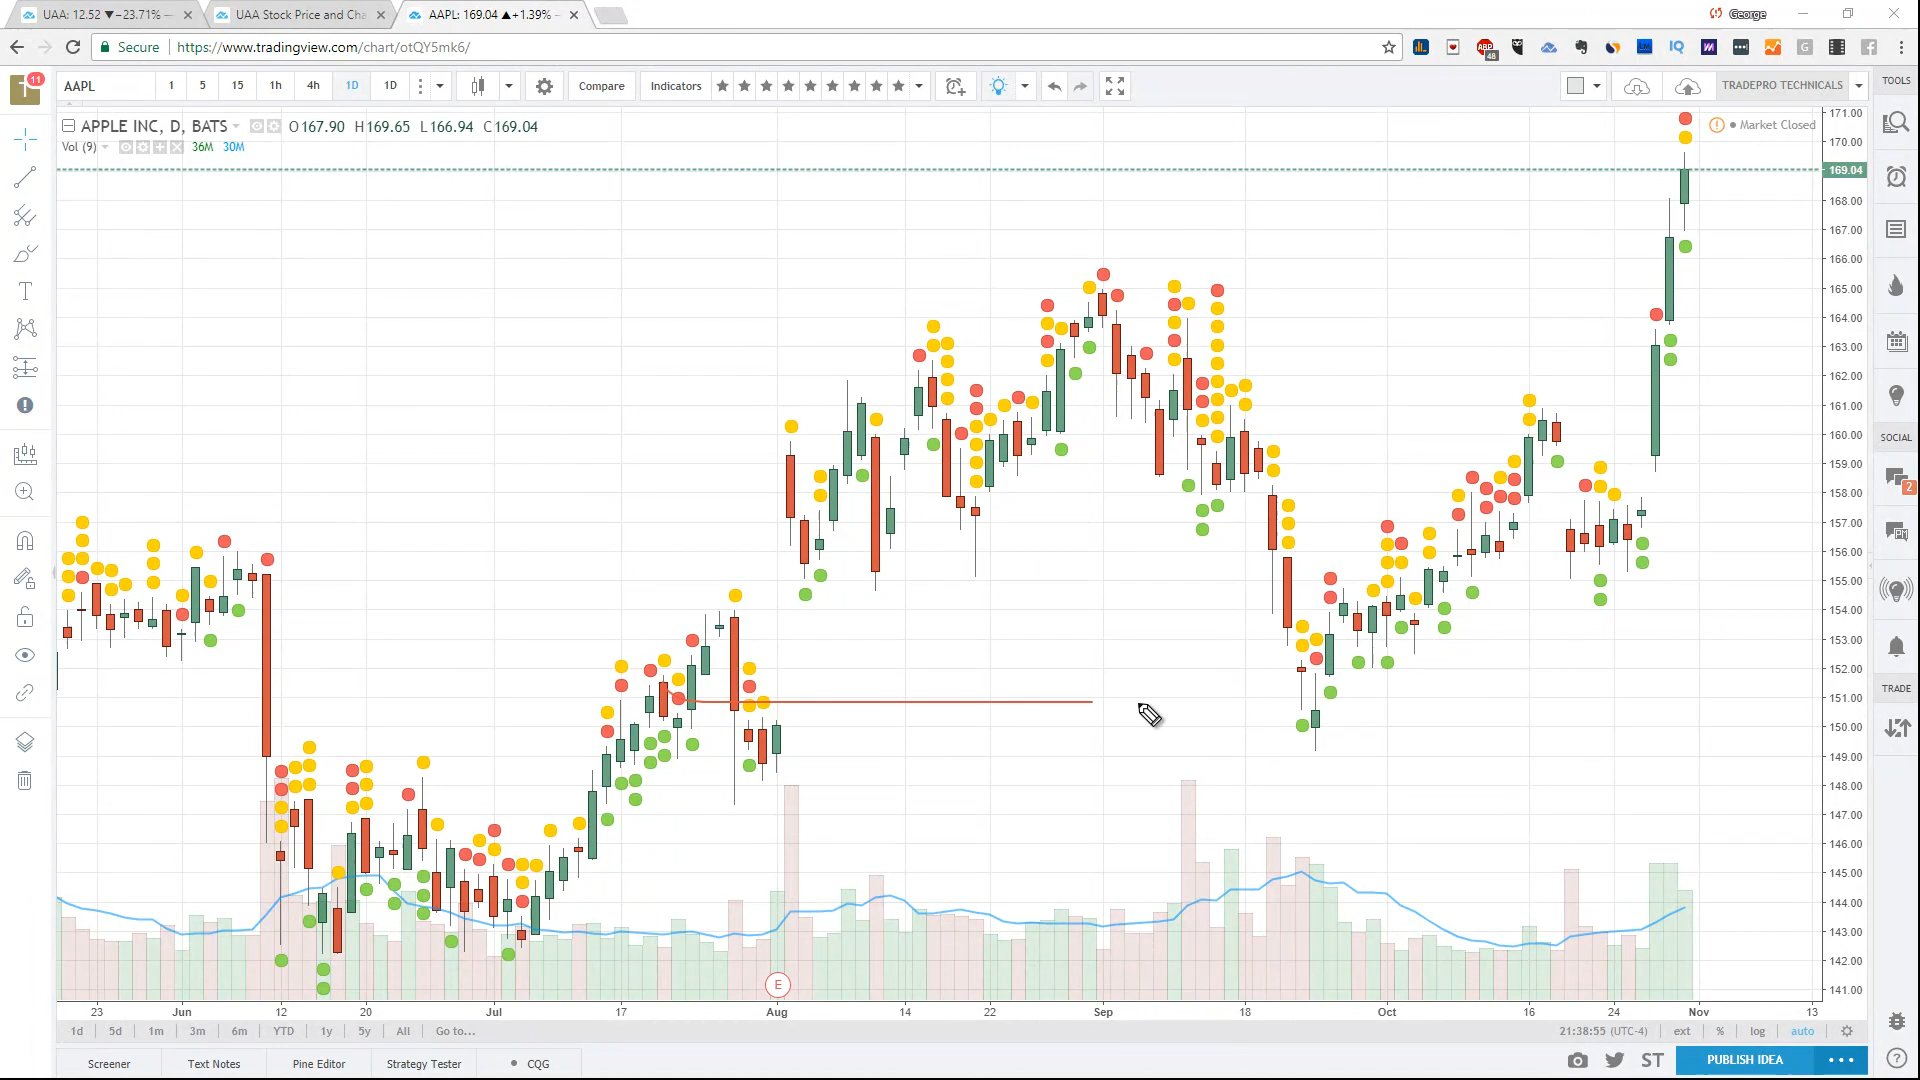 UAA: 12.52 ▼−23.71% —
UAA Stock Price and Cha
AAPL: 169.04 ▲+1.39% –
George
Secure
https://www.tradingview.com/chart/otQY5mk6/
48
IQ
G
11
T
AAPL
1 5 15 1h 4h 1D 1D
Compare
Indicators
TRADEPRO TECHNICALS
TOOLS
APPLE INC, D, BATS
O167.90 H169.65 L166.94 C169.04
Market Closed
Vol (9)
36M 30M
171.00
170.00
169.04
168.00
167.00
166.00
165.00
164.00
163.00
162.00
161.00
160.00
159.00
158.00
157.00
156.00
155.00
154.00
153.00
152.00
151.00
150.00
149.00
148.00
147.00
146.00
145.00
144.00
143.00
142.00
141.00
SOCIAL
2
TRADE
E
23 Jun 12 20 Jul 17 Aug 14 22 Sep 18 Oct 16 24 Nov 13
1d 5d 1m 3m 6m YTD 1y 5y All Go to...
21:38:55 (UTC-4) ext % log auto
Screener
Text Notes
Pine Editor
Strategy Tester
CQG
ST
PUBLISH IDEA